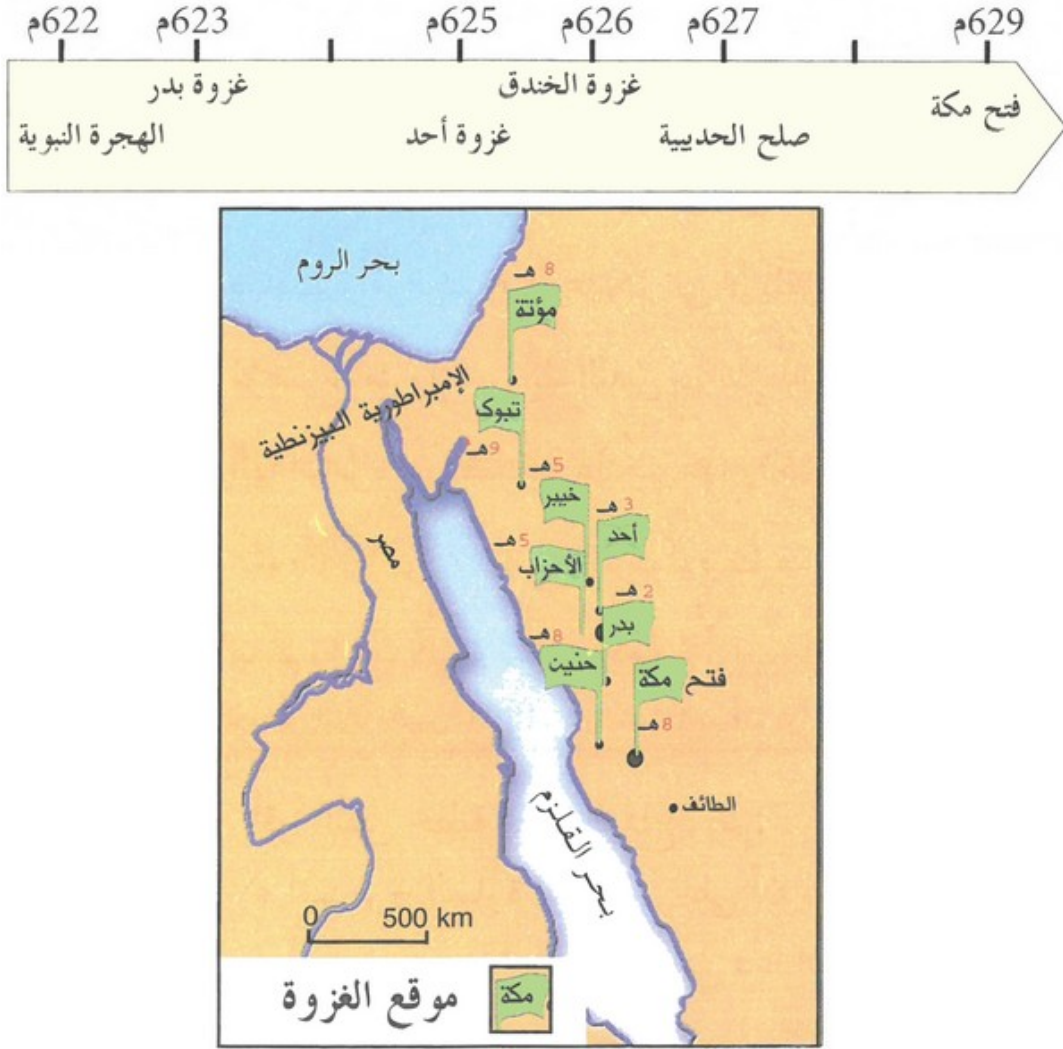 622م 623م 625م 626م 627م 629م
غزوة بدر غزوة الخندق فتح مكة
الهجرة النبوية غزوة أحد صلح الحديبية
بحر الروم
8 هـ
مؤتة
الإمبراطورية البيزنطية
تبوك
9 هـ
5 هـ
خيبر
3 هـ
أحد
مصر
5 هـ
الأحزاب
2 هـ
بدر
8 هـ
حنين
فتح مكة
8 هـ
الطائف
بحر القلزم
0 500 km
موقع الغزوة
مكة